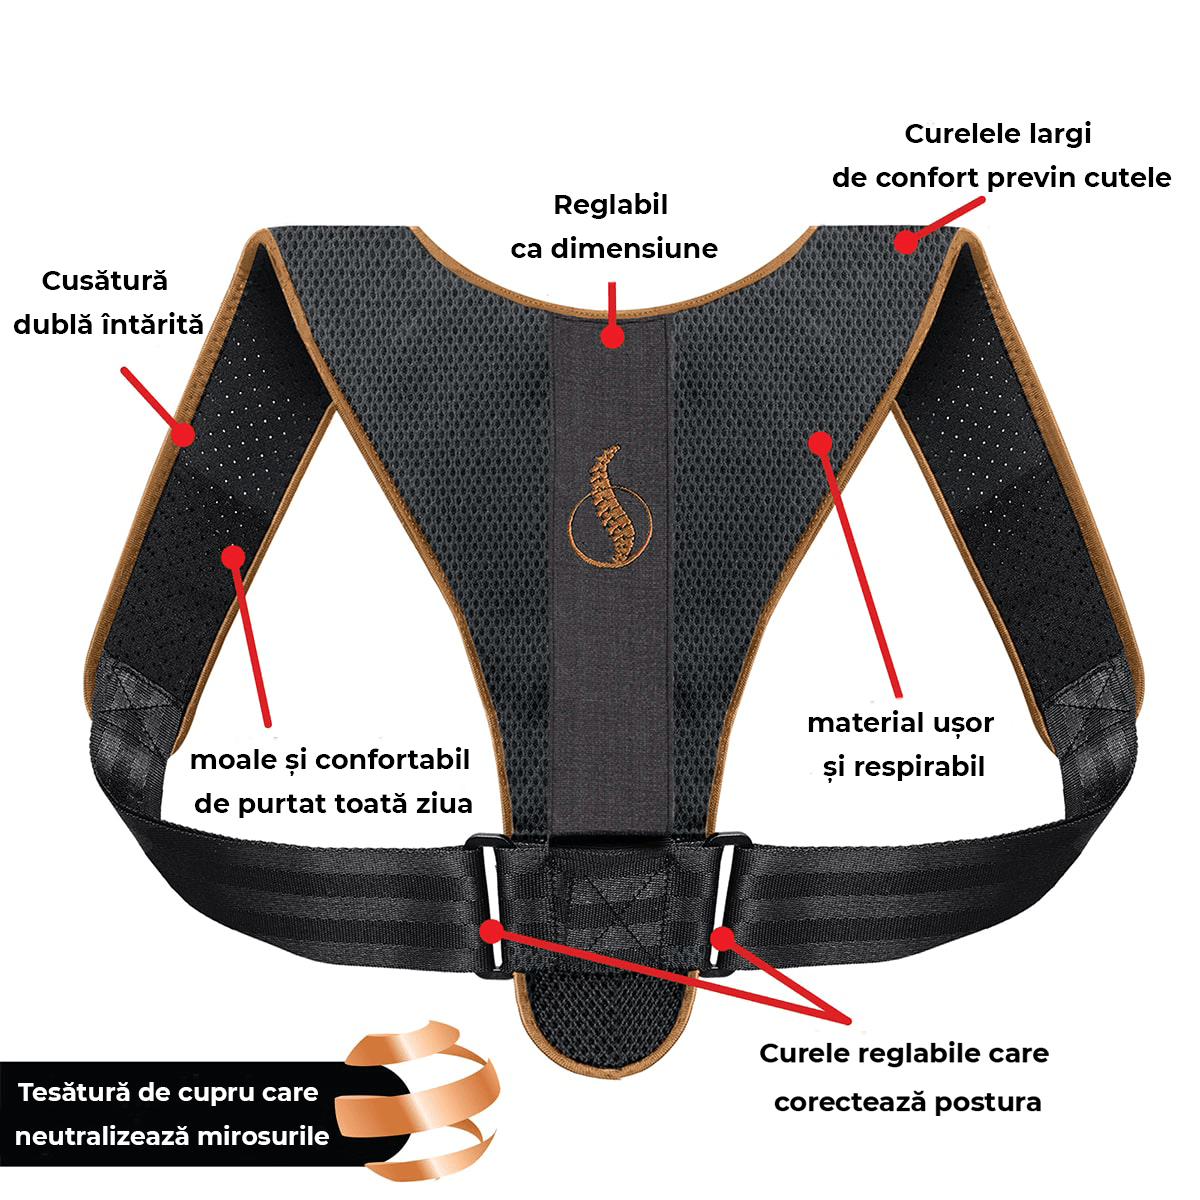 Curelele largi
de confort previn cutele
Reglabil
ca dimensiune
Cusătură
dublă întărită
material ușor
și respirabil
moale și confortabil
de purtat toată ziua
Curele reglabile care
corectează postura
Tesătură de cupru care
neutralizează mirosurile